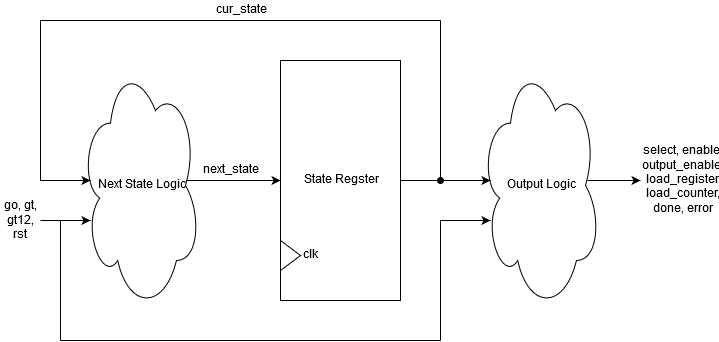 cur_state
next_state
Next State Logic
State Regster
Output Logic
clk
go, gt,
gt12,
rst
select, enable
output_enable
load_register
load_counter,
done, error